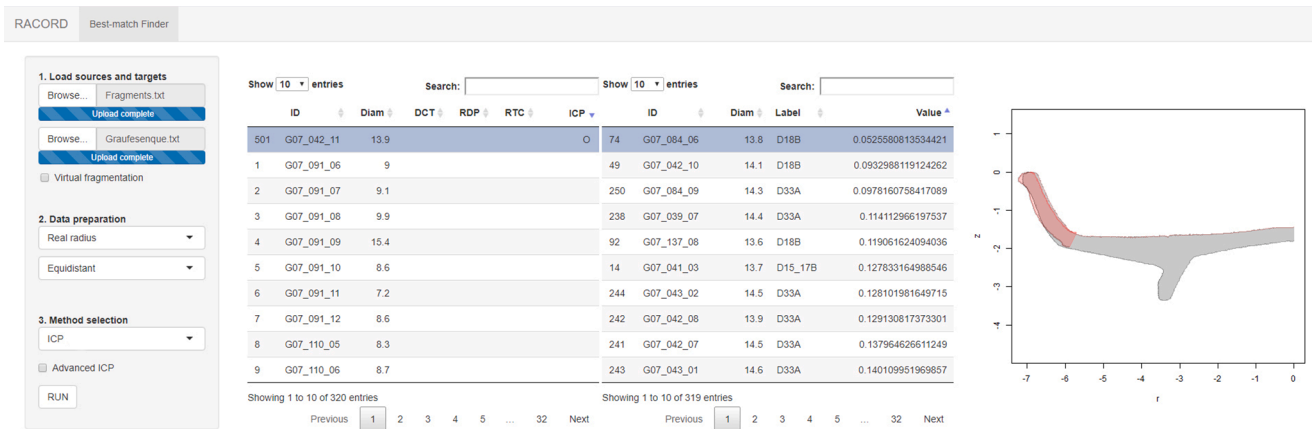 RACORD Best-match Finder
1. Load sources and targets
Browse... Fragments.txt
Upload complete
Browse... Graufesenque.txt
Upload complete
Virtual fragmentation
2. Data preparation
Real radius
Equidistant
3. Method selection
ICP
Advanced ICP
RUN
Show 10 entries Search:
ID Diam DCT RDP RTC ICP
501 G07_042_11 13.9 O
1 G07_091_06 9
2 G07_091_07 9.1
3 G07_091_08 9.9
4 G07_091_09 15.4
5 G07_091_10 8.6
6 G07_091_11 7.2
7 G07_091_12 8.6
8 G07_110_05 8.3
9 G07_110_06 8.7
Showing 1 to 10 of 320 entries
Previous 1 2 3 4 5 ... 32 Next
Show 10 entries Search:
ID Diam Label Value
74 G07_084_06 13.8 D18B 0.0525580813534421
49 G07_042_10 14.1 D18B 0.0932988119124262
250 G07_084_09 14.3 D33A 0.0978160758417089
238 G07_039_07 14.4 D33A 0.114112966197537
92 G07_137_08 13.6 D18B 0.119061624094036
14 G07_041_03 13.7 D15_17B 0.127833164988546
244 G07_043_02 14.5 D33A 0.128101981649715
242 G07_042_08 13.9 D33A 0.129130817373301
241 G07_042_07 14.5 D33A 0.137964626611249
243 G07_043_01 14.6 D33A 0.140109951969857
Showing 1 to 10 of 319 entries
Previous 1 2 3 4 5 ... 32 Next
1
0
-1
-2
-3
-4
z
-7 -6 -5 -4 -3 -2 -1 0
r